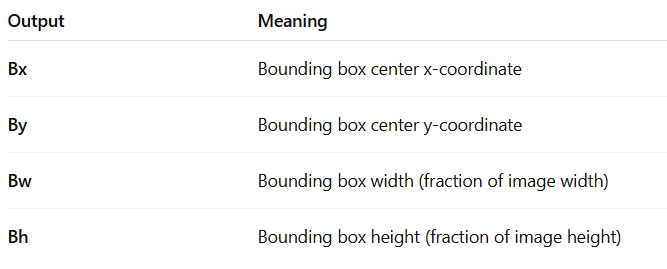 Output Meaning
Bx Bounding box center x-coordinate
By Bounding box center y-coordinate
Bw Bounding box width (fraction of image width)
Bh Bounding box height (fraction of image height)